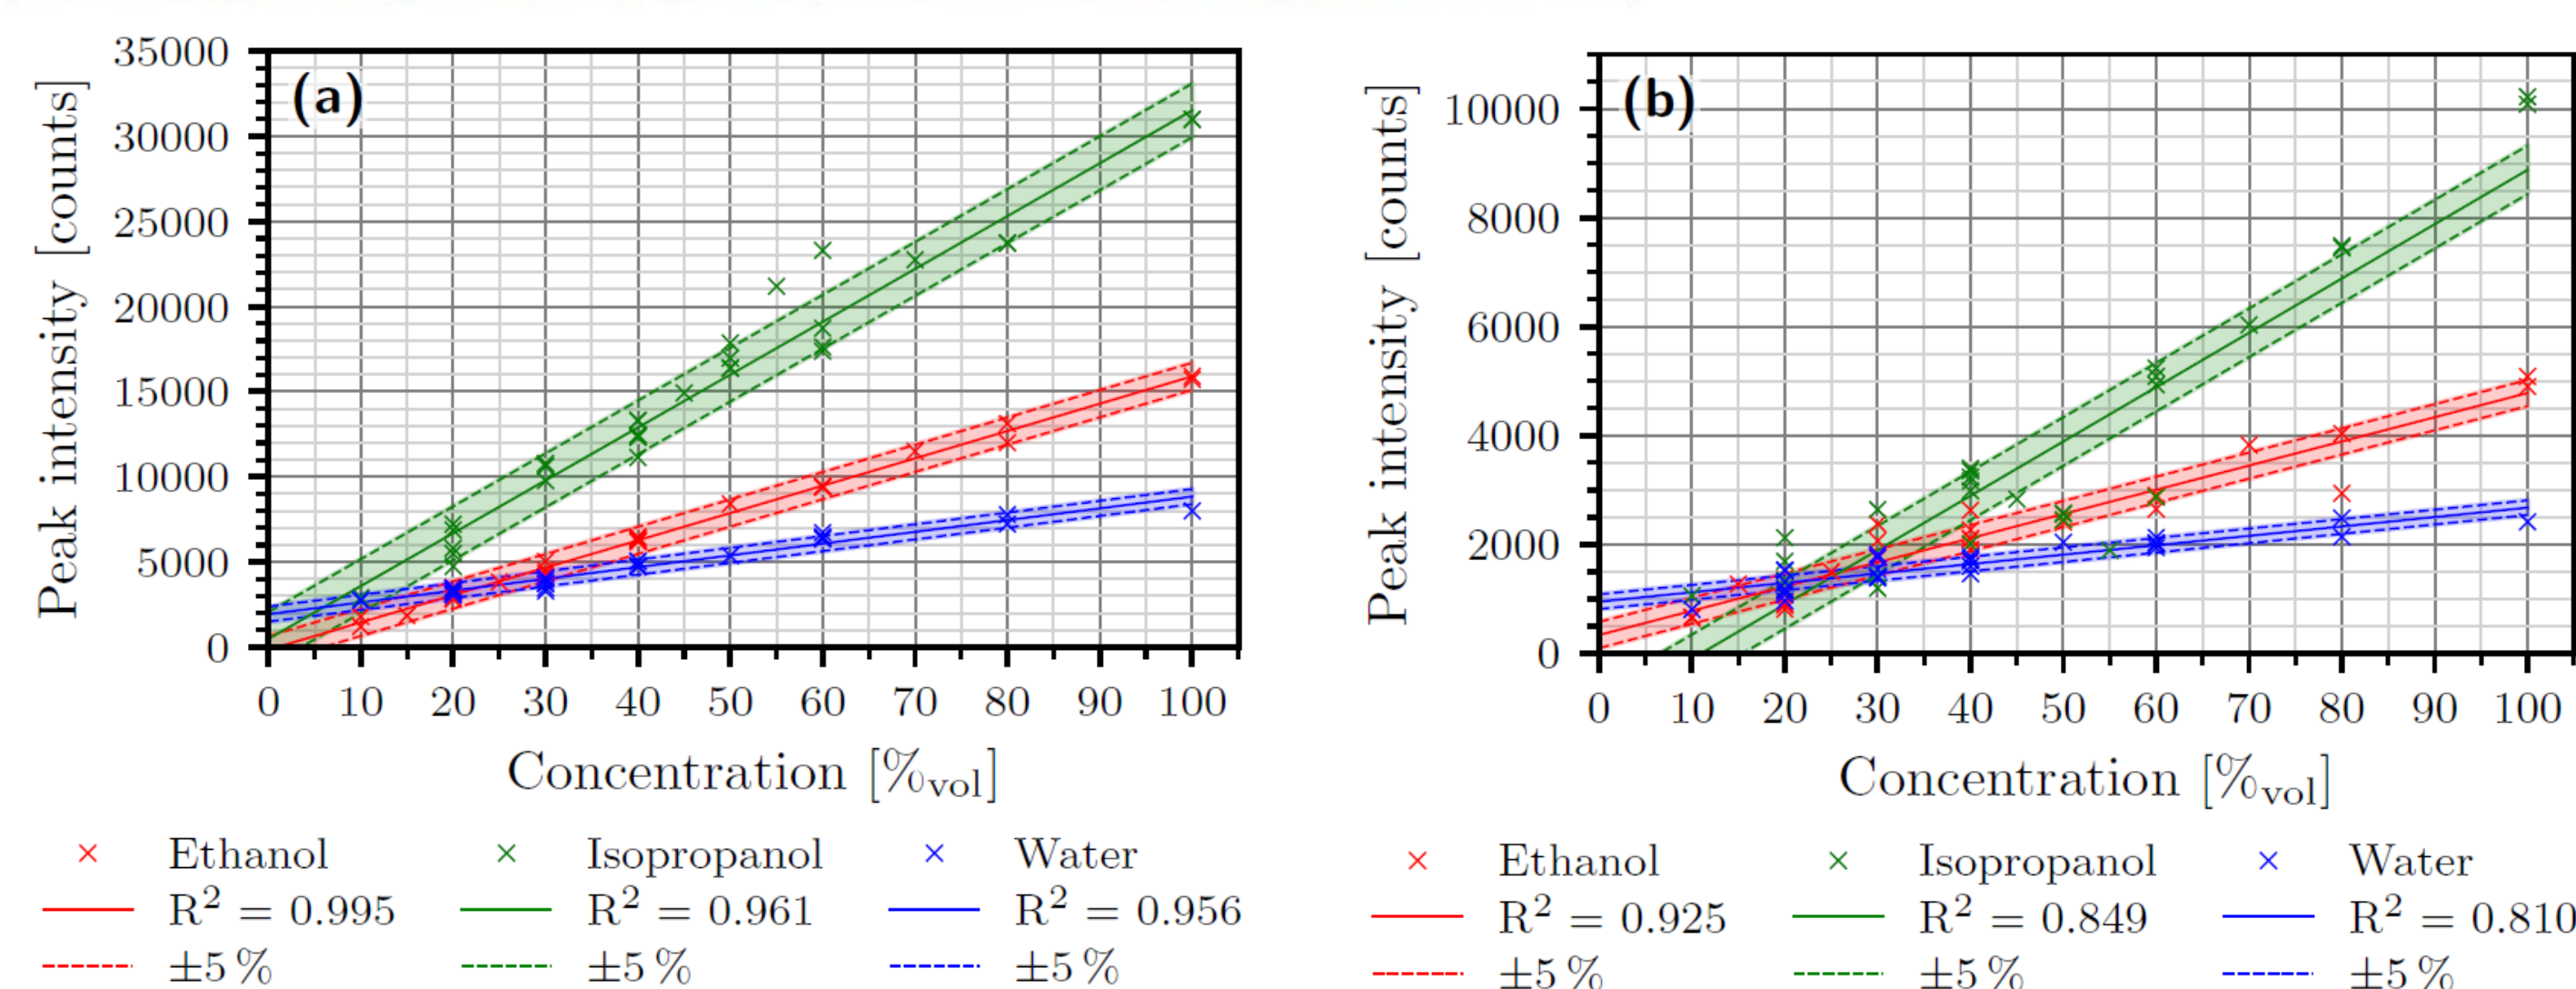 (a)
Peak intensity [counts]
35000
30000
25000
20000
15000
10000
5000
0
0 10 20 30 40 50 60 70 80 90 100
Concentration [%vol]
Ethanol Isopropanol Water
R² = 0.995 R² = 0.961 R² = 0.956
±5 % ±5 % ±5 %
(b)
Peak intensity [counts]
10000
8000
6000
4000
2000
0
0 10 20 30 40 50 60 70 80 90 100
Concentration [%vol]
Ethanol Isopropanol Water
R² = 0.925 R² = 0.849 R² = 0.810
±5 % ±5 % ±5 %